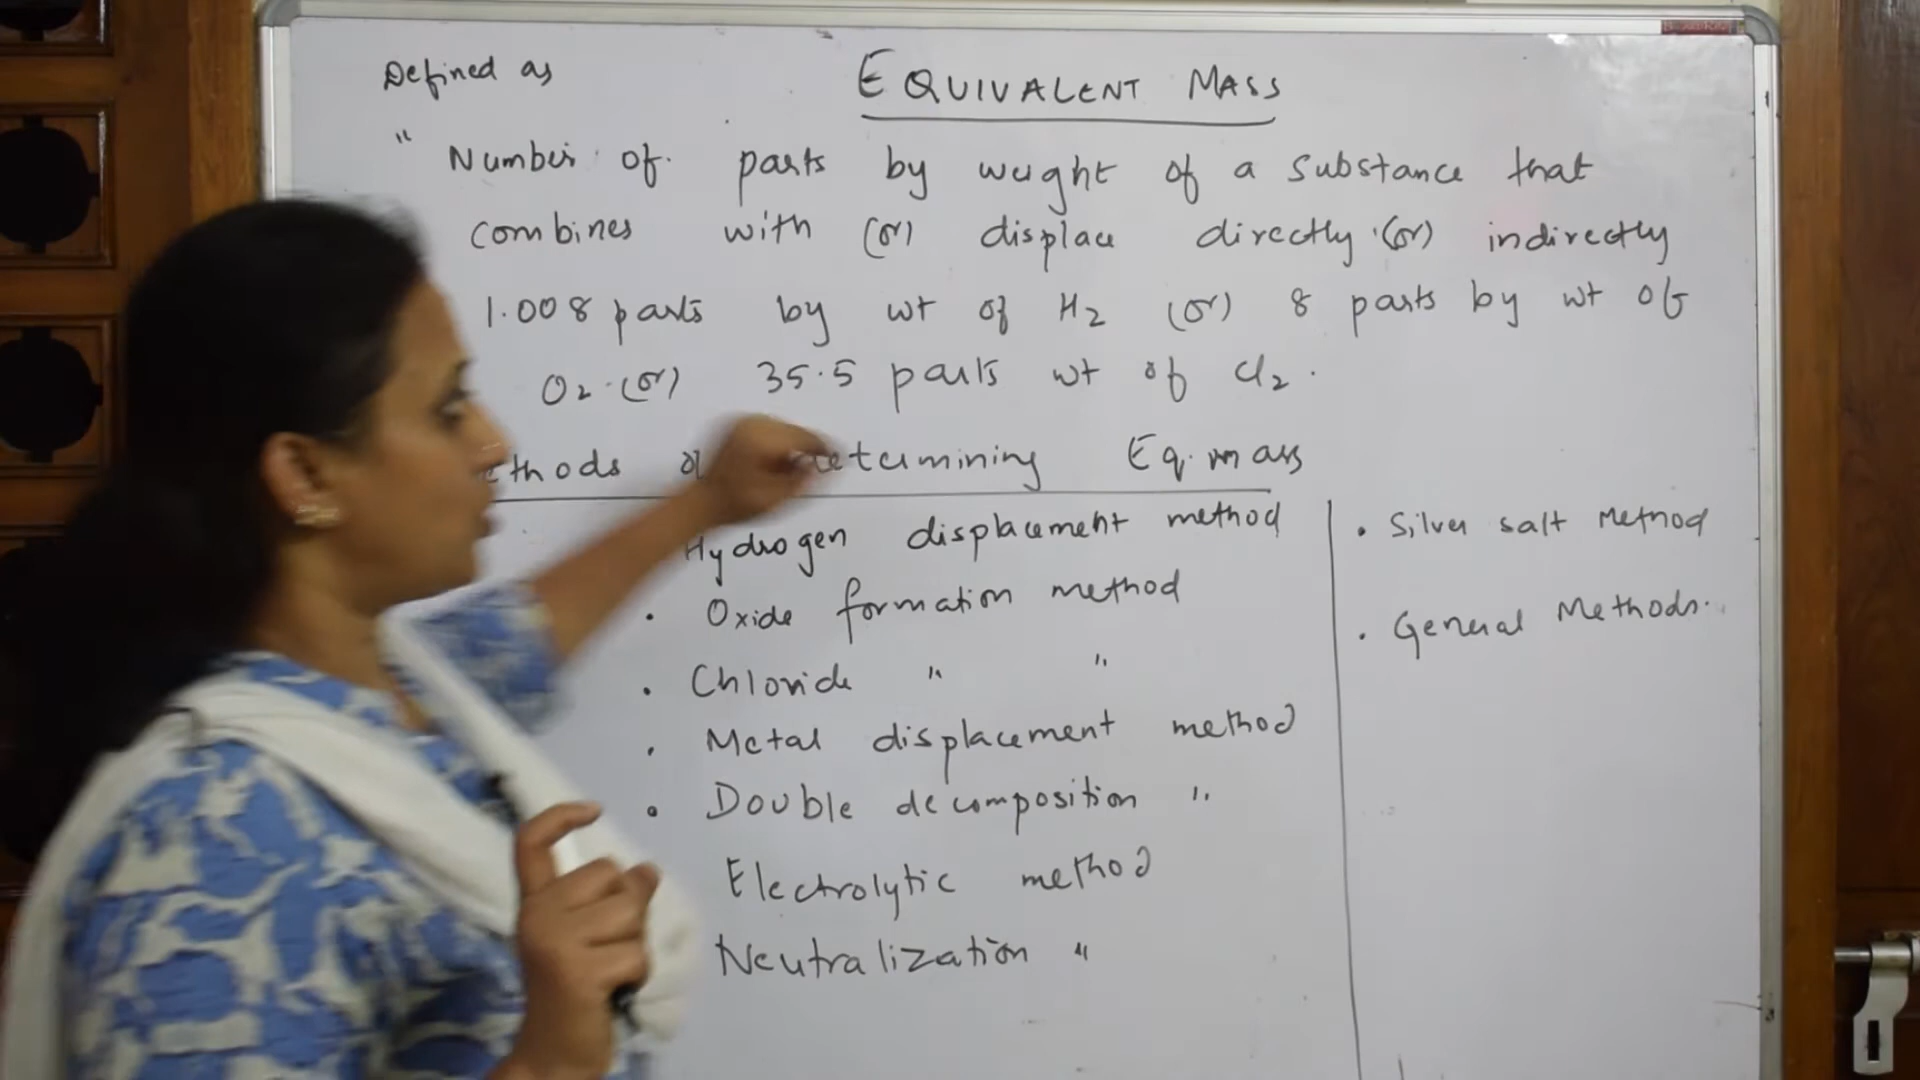 Defined as
EQUIVALENT MASS
" Number of parts by weight of a substance that
combines with (or) displace directly (or) indirectly
1.008 parts by wt of H2 (or) 8 parts by wt of
O2 (or) 35.5 parts wt of Cl2.
ethods o etermining Eq. mass
Hydrogen displacement method
. Oxide formation method
. Chloride " "
. Metal displacement method
. Double decomposition "
Electrolytic method
Neutralization "
. Silver salt Method
. General Methods.